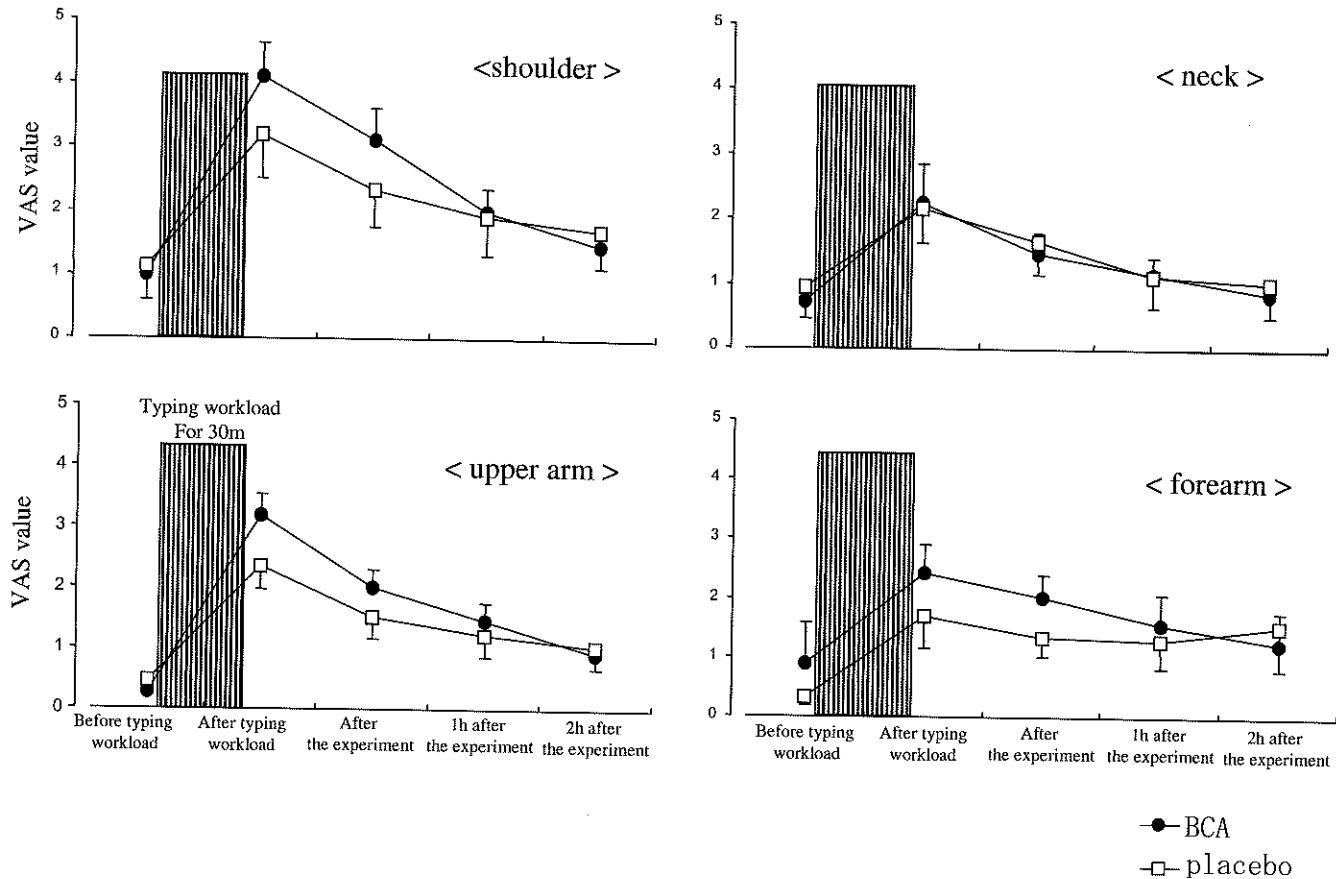 5
4
3
2
1
0
VAS value
<shoulder >
5
4
3
2
1
0
< neck >
5
4
3
2
1
0
VAS value
Typing workload
For 30m
< upper arm >
Before typing
workload
After typing
workload
After
the experiment
1h after
the experiment
2h after
the experiment
5
4
3
2
1
0
< forearm >
Before typing
workload
After typing
workload
After
the experiment
1h after
the experiment
2h after
the experiment
BCA
placebo